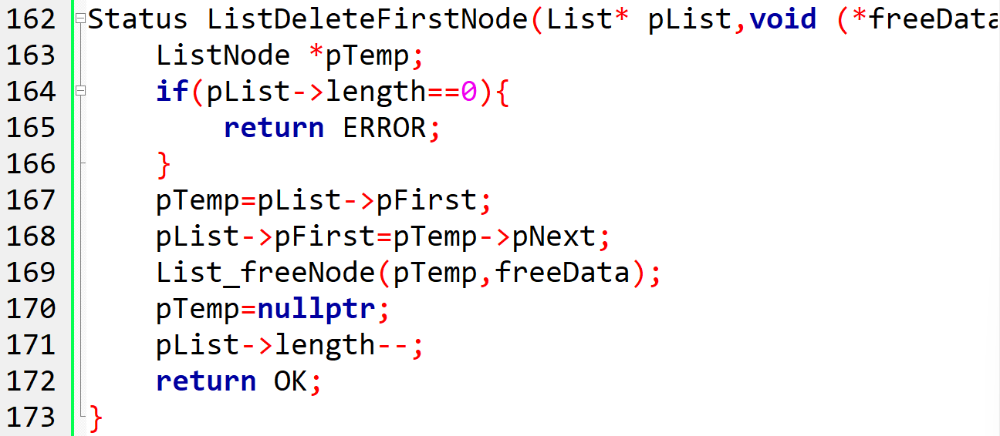 162 Status ListDeleteFirstNode(List* pList,void (*freeData
163 ListNode *pTemp;
164 if(pList->length==0){
165 return ERROR;
166 }
167 pTemp=pList->pFirst;
168 pList->pFirst=pTemp->pNext;
169 List_freeNode(pTemp,freeData);
170 pTemp=nullptr;
171 pList->length--;
172 return OK;
173 }